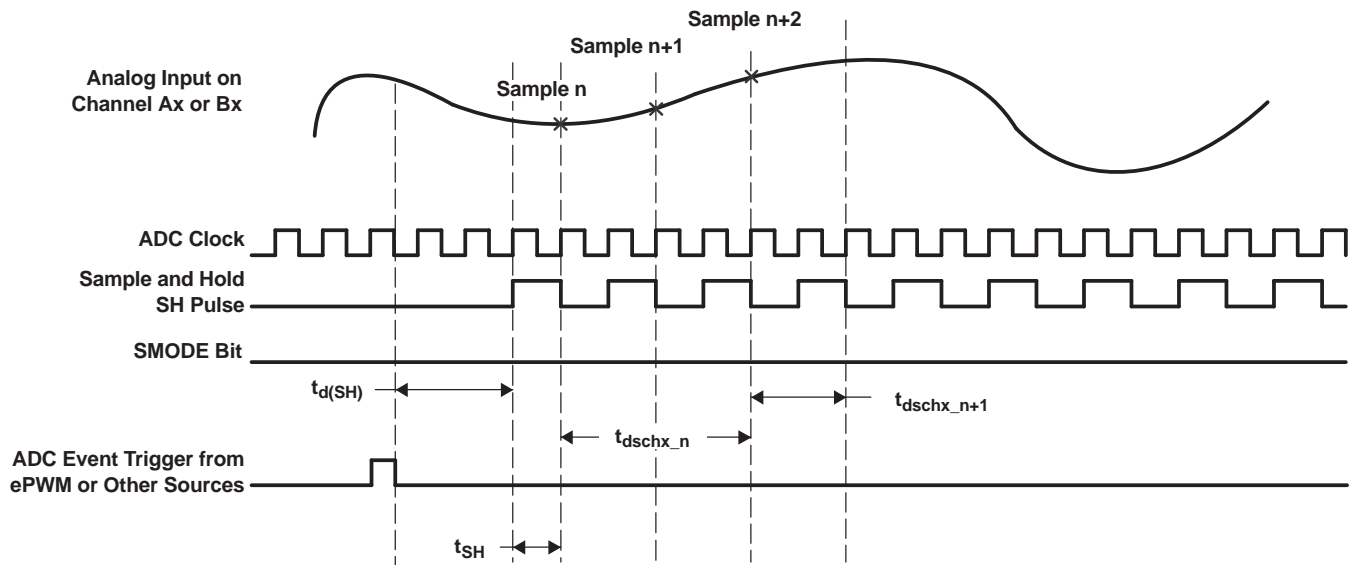 Sample n+2
Sample n+1
Analog Input on
Channel Ax or Bx
Sample n
ADC Clock
Sample and Hold
SH Pulse
SMODE Bit
td(SH)
tdschx_n+1
tdschx_n
ADC Event Trigger from
ePWM or Other Sources
tSH